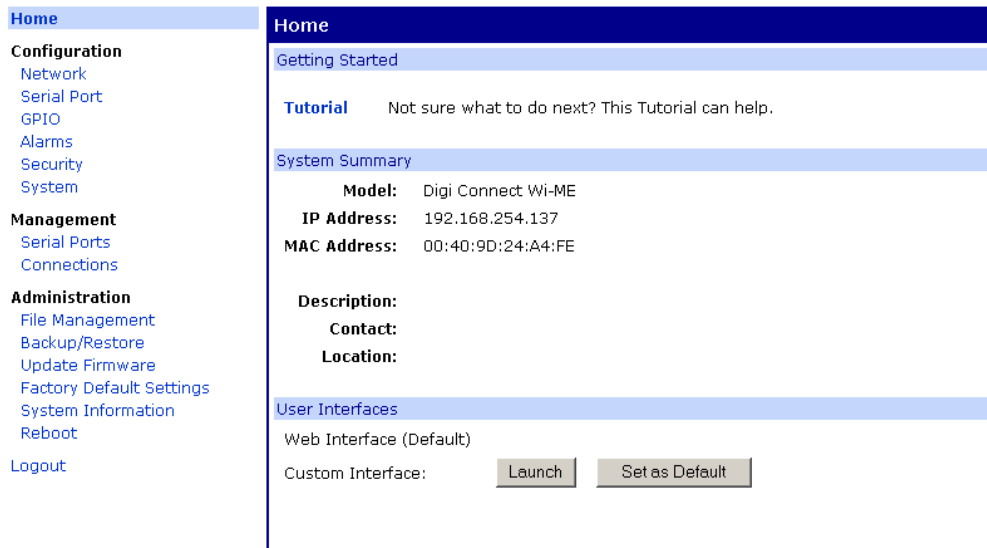 Home
Configuration
Network
Serial Port
GPIO
Alarms
Security
System
Management
Serial Ports
Connections
Administration
File Management
Backup/Restore
Update Firmware
Factory Default Settings
System Information
Reboot
Logout
Home
Getting Started
Tutorial Not sure what to do next? This Tutorial can help.
System Summary
Model: Digi Connect Wi-ME
IP Address: 192.168.254.137
MAC Address: 00:40:9D:24:A4:FE
Description:
Contact:
Location:
User Interfaces
Web Interface (Default)
Custom Interface: Launch Set as Default